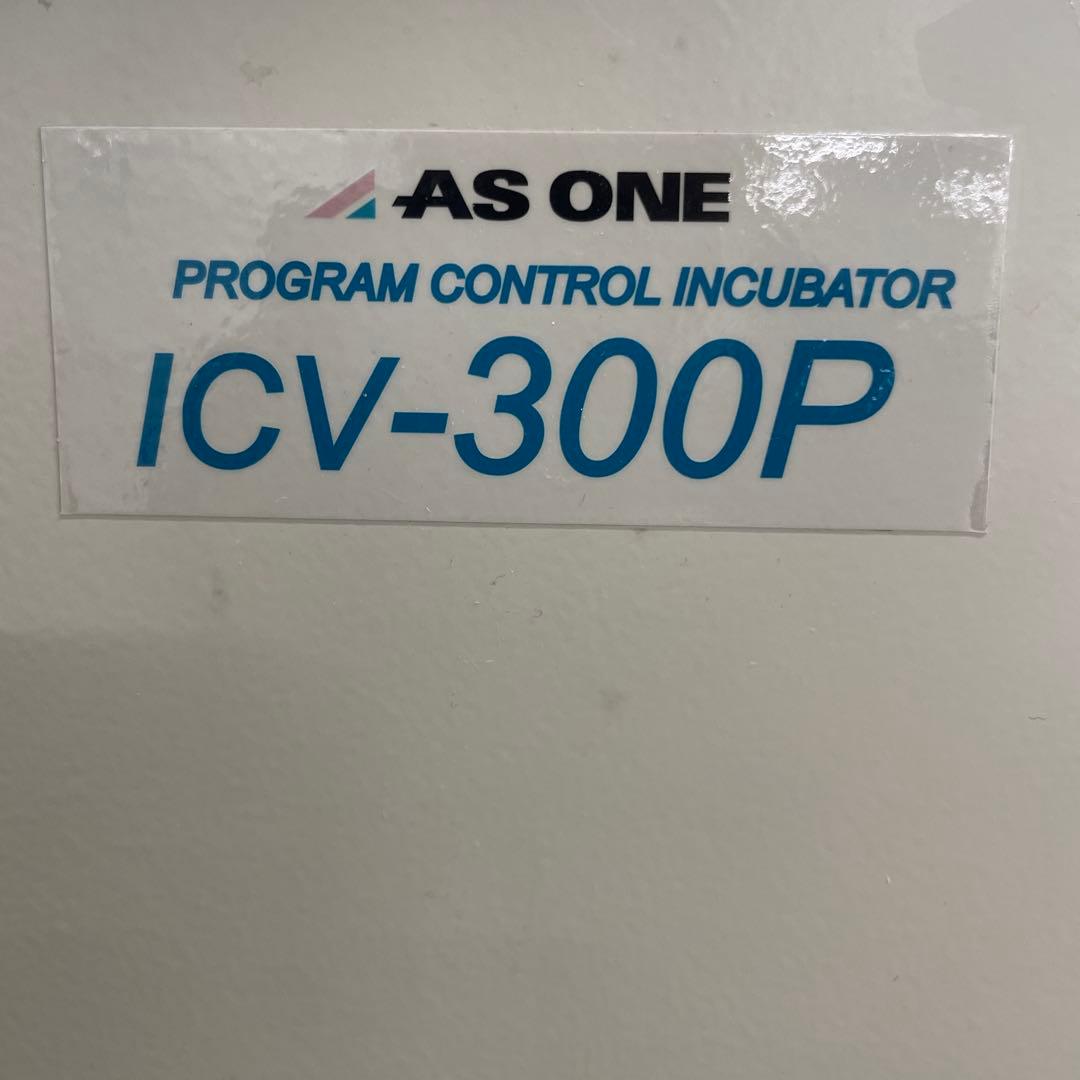 AS ONE
PROGRAM CONTROL INCUBATOR
ICV-300P